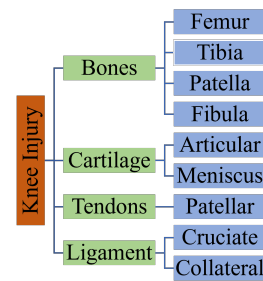 Knee Injury
Bones
Femur
Tibia
Patella
Fibula
Cartilage
Articular
Meniscus
Tendons
Patellar
Ligament
Cruciate
Collateral